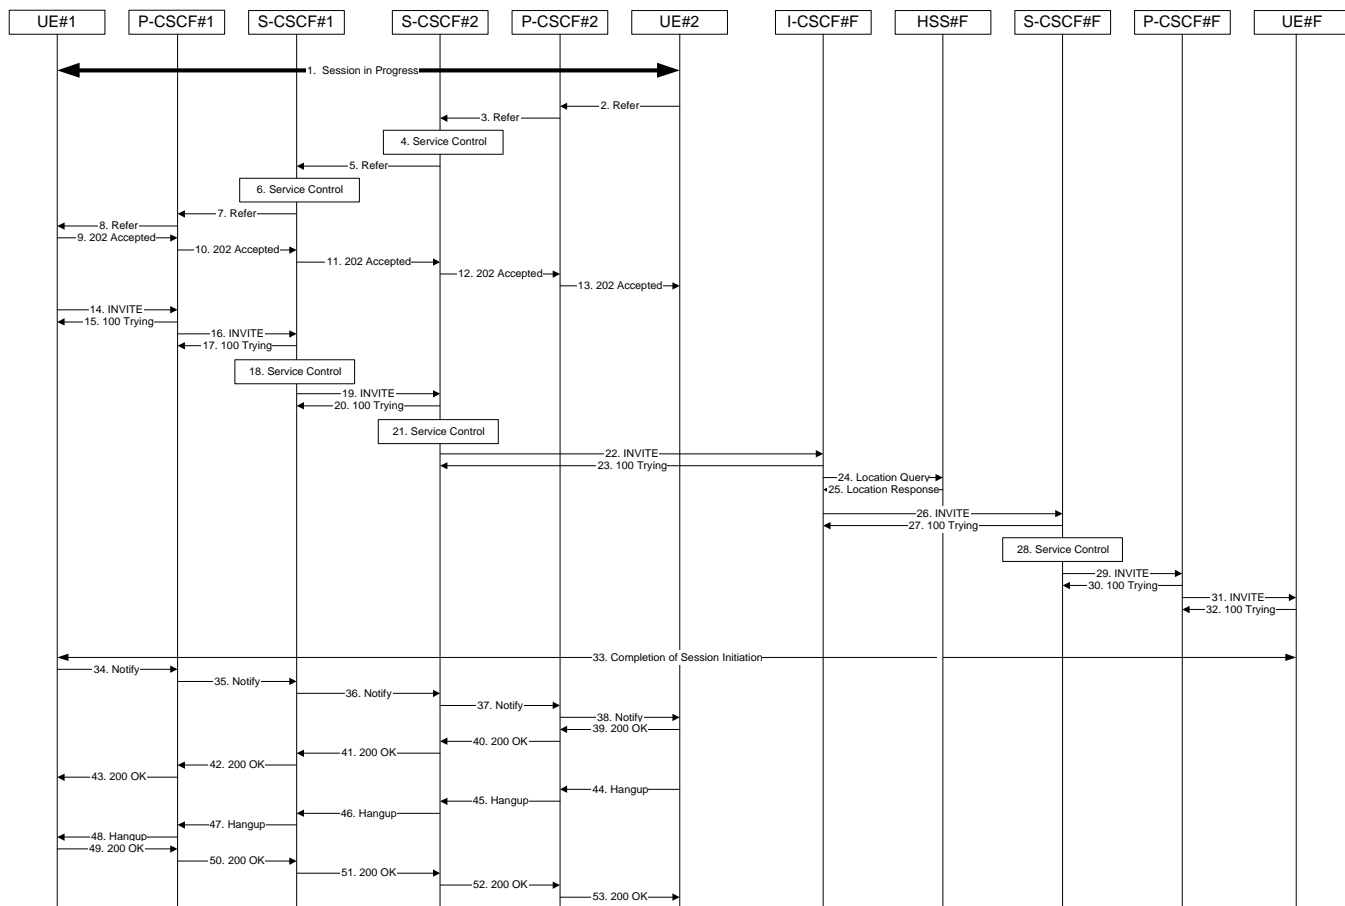 UE#1 P-CSCF#1 S-CSCF#1 S-CSCF#2 P-CSCF#2 UE#2 I-CSCF#F HSS#F S-CSCF#F P-CSCF#F UE#F
1. Session in Progress
2. Refer
3. Refer
4. Service Control
5. Refer
6. Service Control
7. Refer
8. Refer
9. 202 Accepted
10. 202 Accepted
11. 202 Accepted
12. 202 Accepted
13. 202 Accepted
14. INVITE
15. 100 Trying
16. INVITE
17. 100 Trying
18. Service Control
19. INVITE
20. 100 Trying
21. Service Control
22. INVITE
23. 100 Trying
24. Location Query
25. Location Response
26. INVITE
27. 100 Trying
28. Service Control
29. INVITE
30. 100 Trying
31. INVITE
32. 100 Trying
33. Completion of Session Initiation
34. Notify
35. Notify
36. Notify
37. Notify
38. Notify
39. 200 OK
40. 200 OK
41. 200 OK
42. 200 OK
43. 200 OK
44. Hangup
45. Hangup
46. Hangup
47. Hangup
48. Hangup
49. 200 OK
50. 200 OK
51. 200 OK
52. 200 OK
53. 200 OK